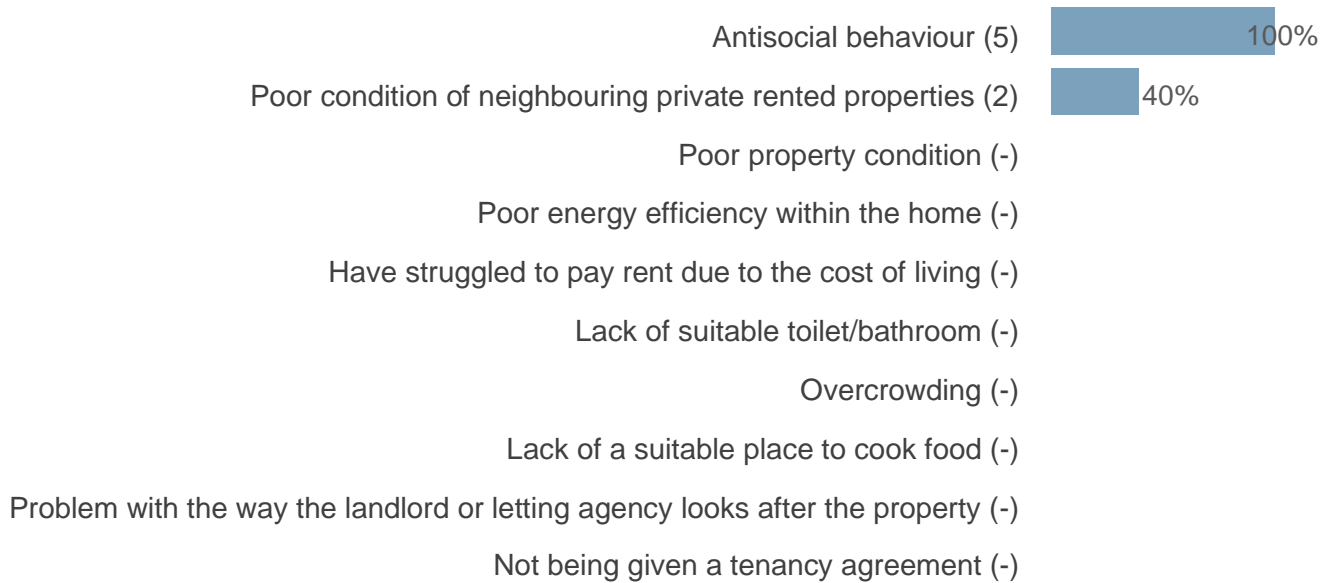 Antisocial behaviour (5) 100%
Poor condition of neighbouring private rented properties (2) 40%
Poor property condition (-)
Poor energy efficiency within the home (-)
Have struggled to pay rent due to the cost of living (-)
Lack of suitable toilet/bathroom (-)
Overcrowding (-)
Lack of a suitable place to cook food (-)
Problem with the way the landlord or letting agency looks after the property (-)
Not being given a tenancy agreement (-)